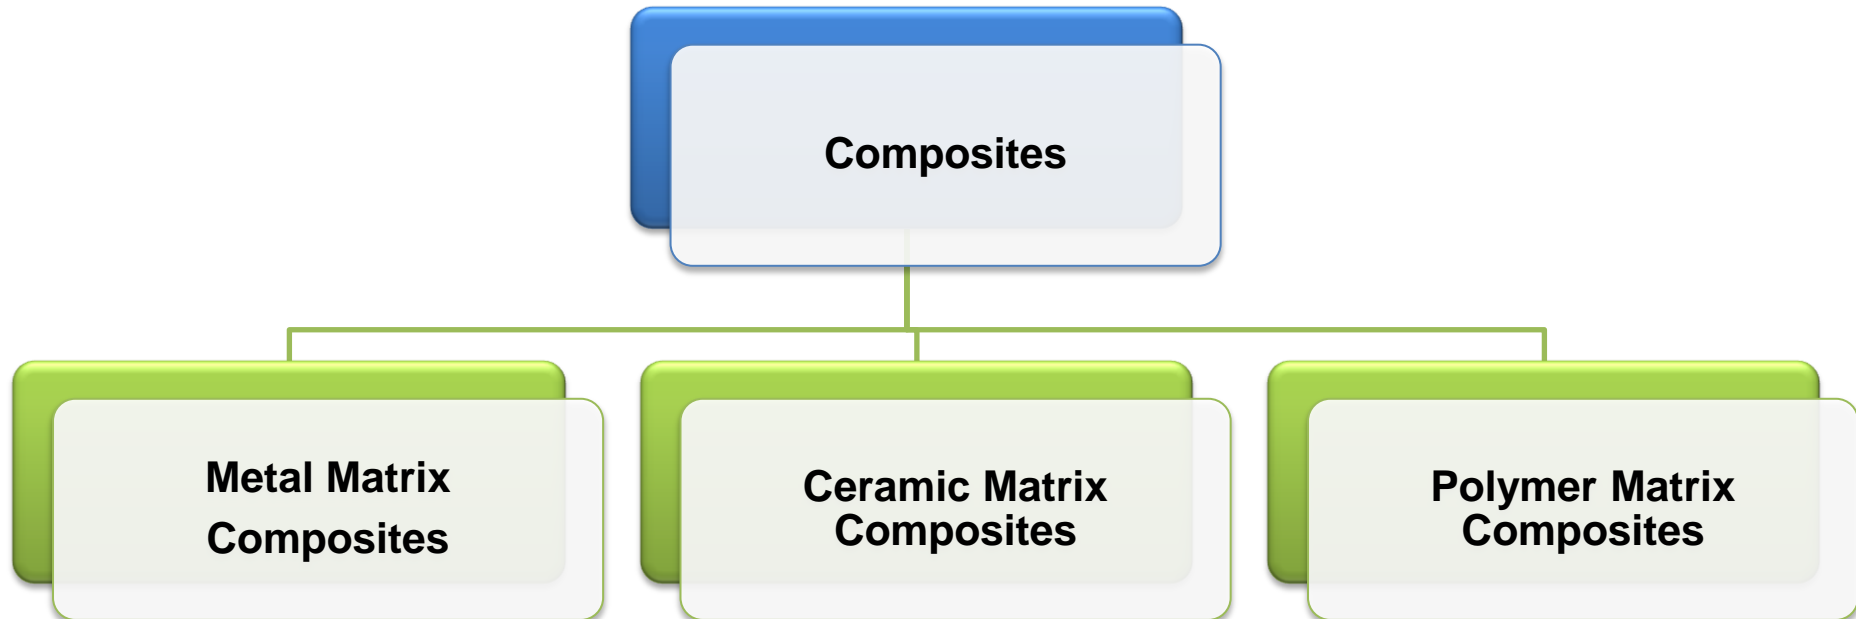 Composites
Metal Matrix
Composites
Ceramic Matrix
Composites
Polymer Matrix
Composites